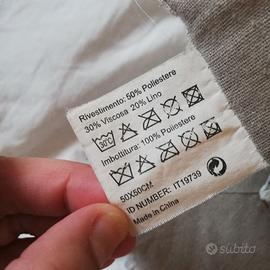 Rivestimento: 50% Poliestere
30% Viscosa 20% Lino
30°C
Imbottitura: 100% Poliestere
50X50CM
ID NUMBER: IT19739
Made in China
subito